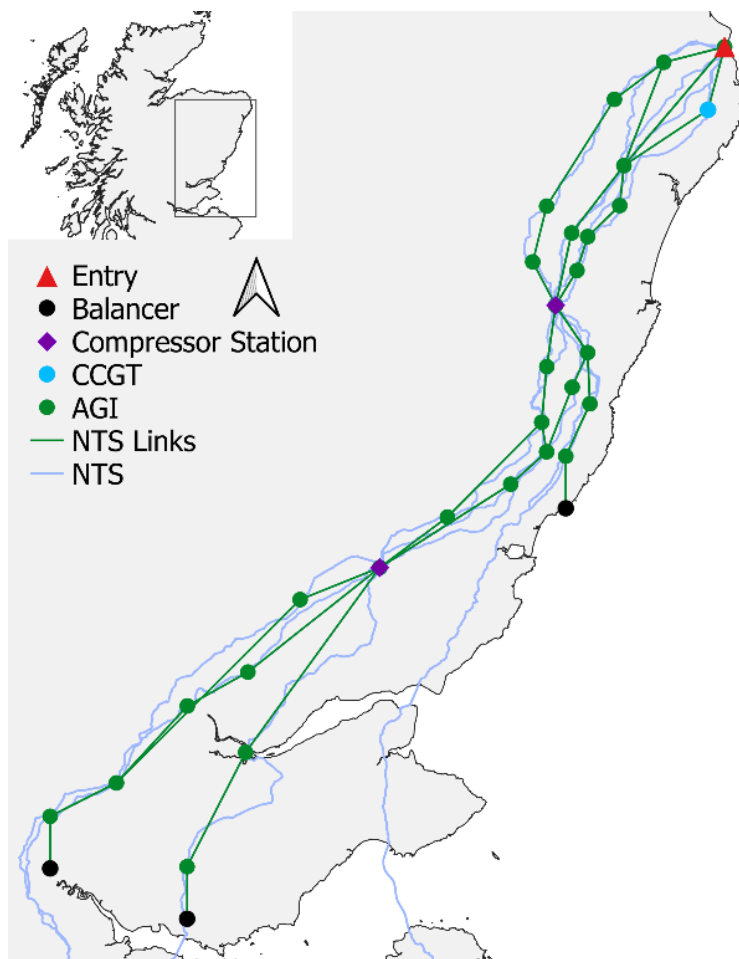 Entry
Balancer
Compressor Station
CCGT
AGI
NTS Links
NTS